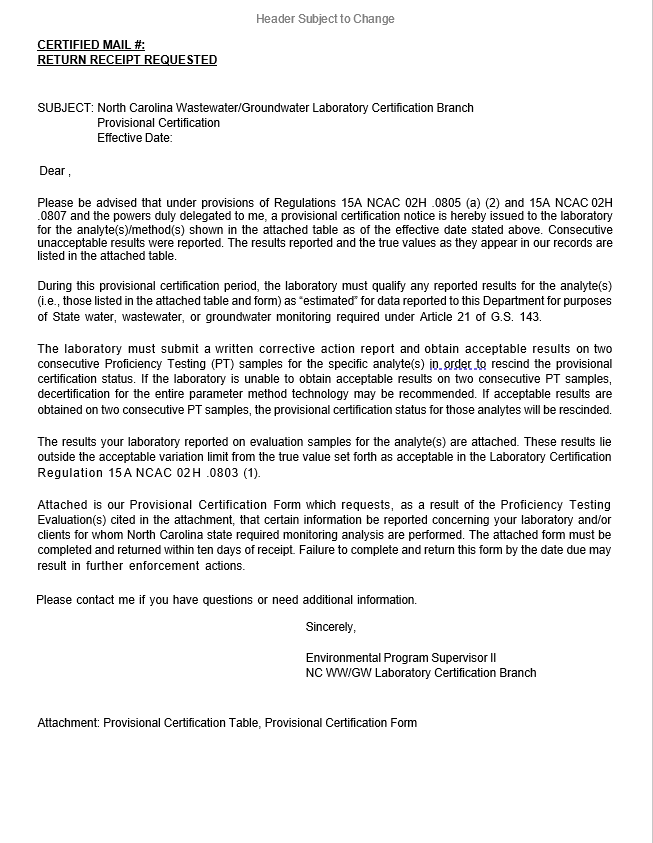 Header Subject to Change
CERTIFIED MAIL #:
RETURN RECEIPT REQUESTED
SUBJECT: North Carolina Wastewater/Groundwater Laboratory Certification Branch
Provisional Certification
Effective Date:
Dear ,
Please be advised that under provisions of Regulations 15A NCAC 02H .0805 (a) (2) and 15A NCAC 02H
.0807 and the powers duly delegated to me, a provisional certification notice is hereby issued to the laboratory
for the analyte(s)/method(s) shown in the attached table as of the effective date stated above. Consecutive
unacceptable results were reported. The results reported and the true values as they appear in our records are
listed in the attached table.
During this provisional certification period, the laboratory must qualify any reported results for the analyte(s)
(i.e., those listed in the attached table and form) as “estimated” for data reported to this Department for purposes
of State water, wastewater, or groundwater monitoring required under Article 21 of G.S. 143.
The laboratory must submit a written corrective action report and obtain acceptable results on two
consecutive Proficiency Testing (PT) samples for the specific analyte(s) in order to rescind the provisional
certification status. If the laboratory is unable to obtain acceptable results on two consecutive PT samples,
decertification for the entire parameter method technology may be recommended. If acceptable results are
obtained on two consecutive PT samples, the provisional certification status for those analytes will be rescinded.
The results your laboratory reported on evaluation samples for the analyte(s) are attached. These results lie
outside the acceptable variation limit from the true value set forth as acceptable in the Laboratory Certification
Regulation 15A NCAC 02H .0803 (1).
Attached is our Provisional Certification Form which requests, as a result of the Proficiency Testing
Evaluation(s) cited in the attachment, that certain information be reported concerning your laboratory and/or
clients for whom North Carolina state required monitoring analysis are performed. The attached form must be
completed and returned within ten days of receipt. Failure to complete and return this form by the date due may
result in further enforcement actions.
Please contact me if you have questions or need additional information.
Sincerely,
Environmental Program Supervisor II
NC WW/GW Laboratory Certification Branch
Attachment: Provisional Certification Table, Provisional Certification Form